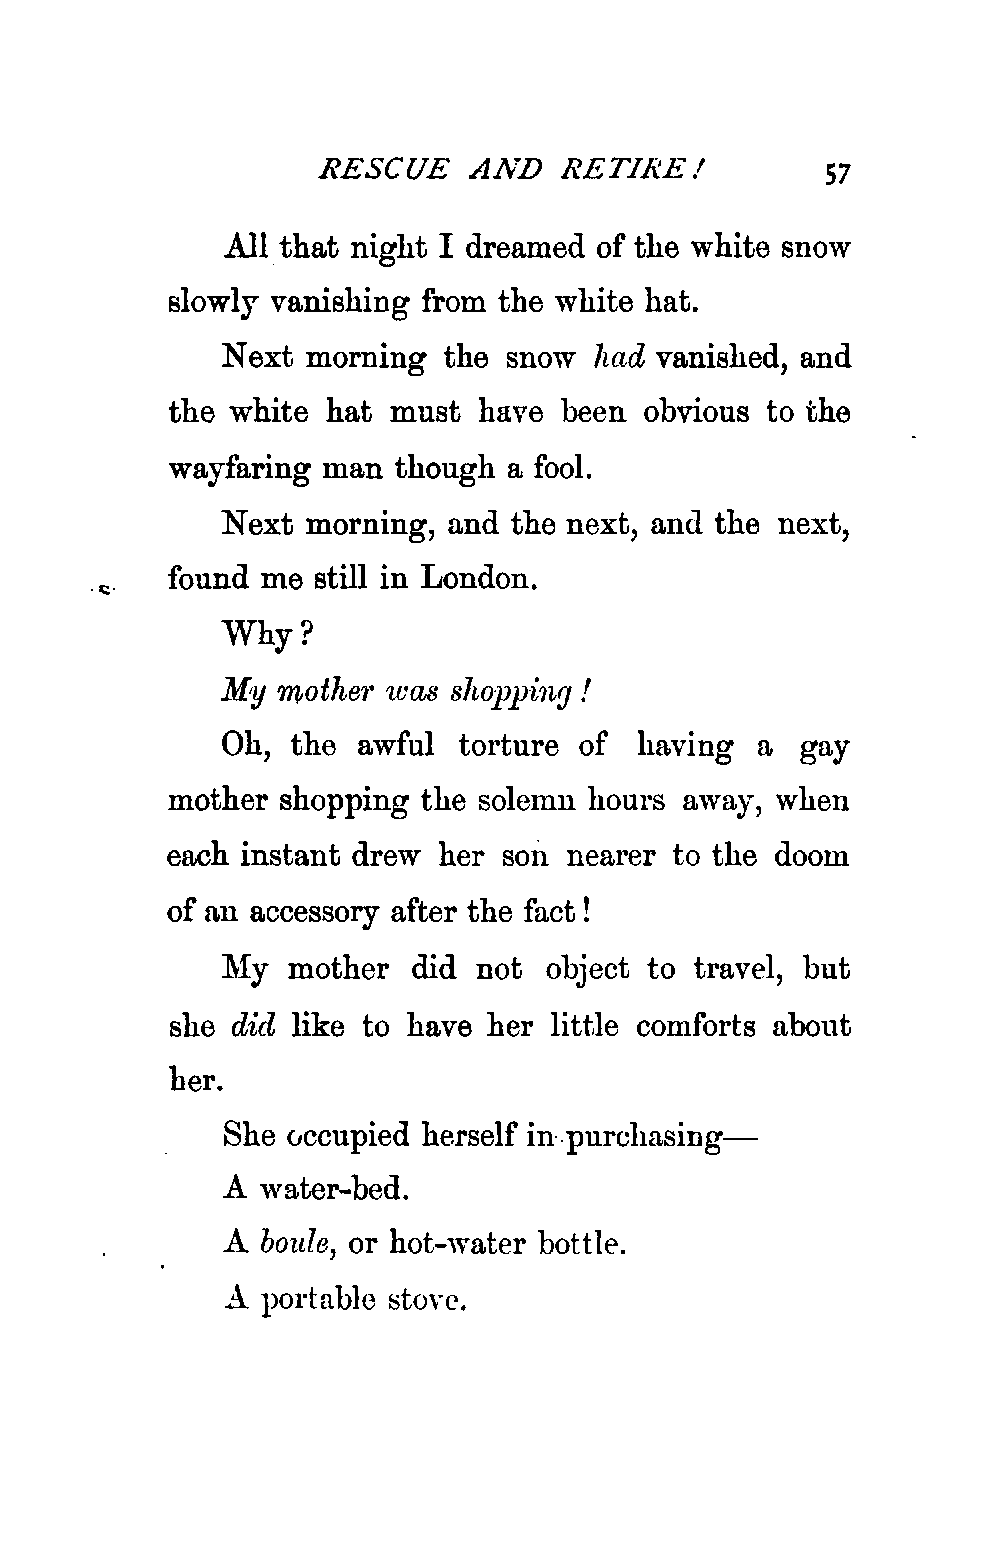 RESCUE AND RETIRE! 57
All that night I dreamed of the white snow
slowly vanishing from the white hat.
Next morning the snow had vanished, and
the white hat must have been obvious to the
wayfaring man though a fool.
Next morning, and the next, and the next,
found me still in London.
Why?
My mother was shopping!
Oh, the awful torture of having a gay
mother shopping the solemn hours away, when
each instant drew her son nearer to the doom
of an accessory after the fact!
My mother did not object to travel, but
she did like to have her little comforts about
her.
She occupied herself in purchasing—
A water-bed.
A boule, or hot-water bottle.
A portable stove.